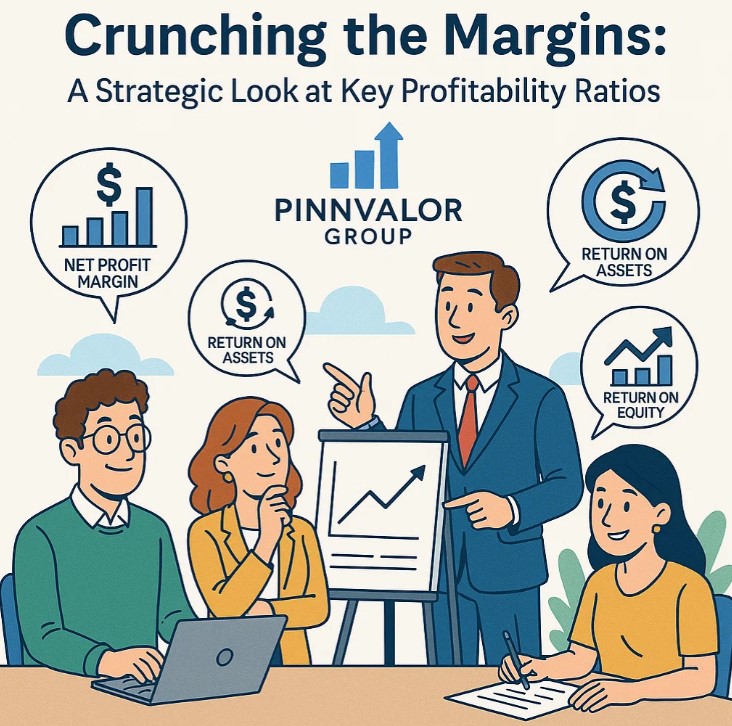 Crunching the Margins:
A Strategic Look at Key Profitability Ratios
PINNVALOR
GROUP
$
NET PROFIT
MARGIN
$
RETURN ON
ASSETS
$
RETURN ON
ASSETS
RETURN ON
EQUITY